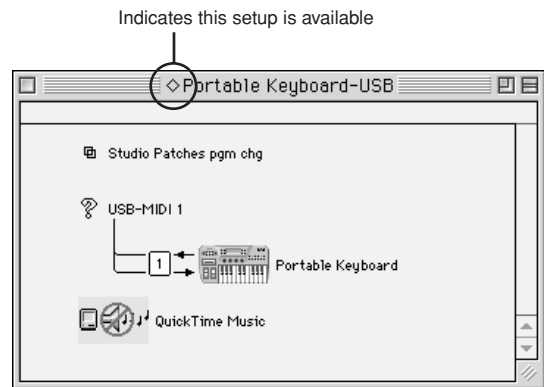 Indicates this setup is available
◇Portable Keyboard-USB
Studio Patches pgm chg
USB-MIDI 1
1
Portable Keyboard
QuickTime Music